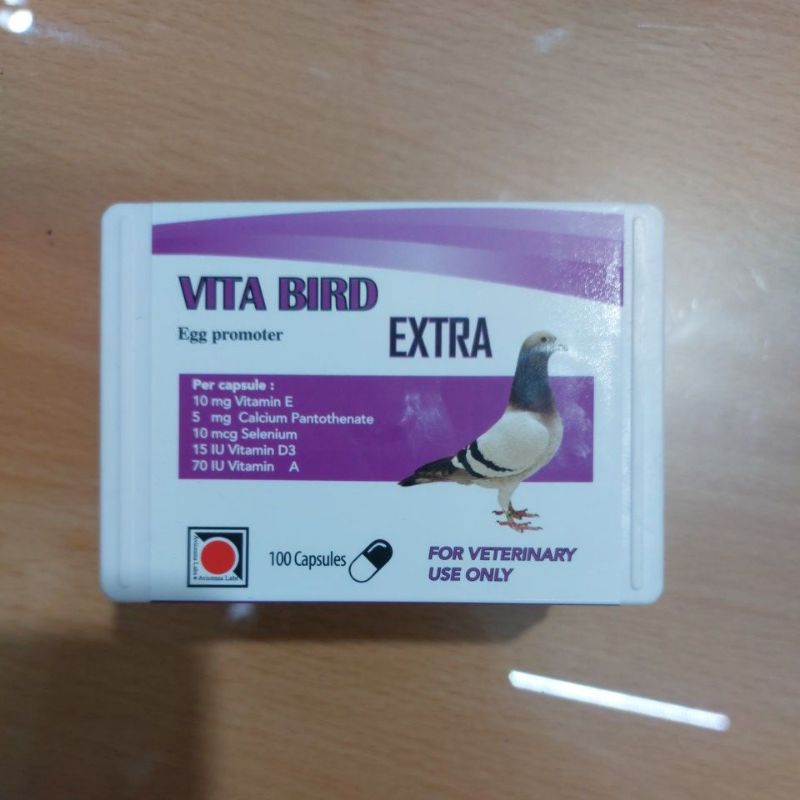 VITA BIRD
Egg promoter
EXTRA
Per capsule :
10 mg Vitamin E
5 mg Calcium Pantothenate
10 mcg Selenium
15 IU Vitamin D3
70 IU Vitamin A
100 Capsules
FOR VETERINARY
USE ONLY